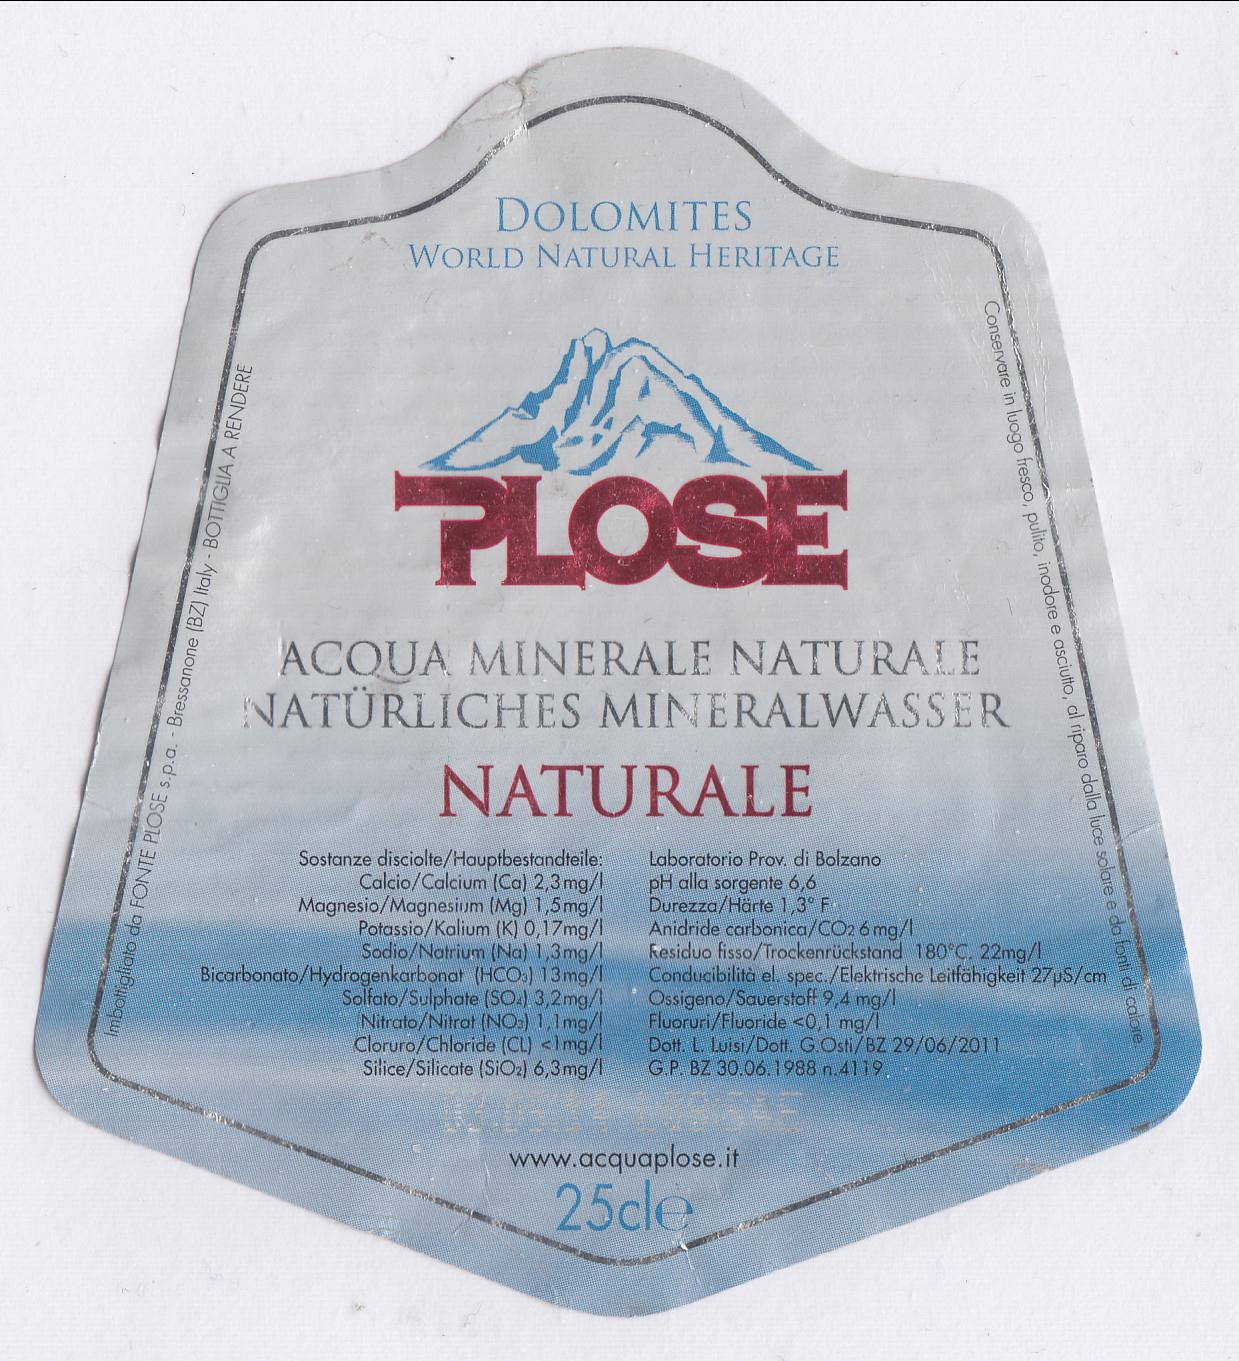 DOLOMITES
WORLD NATURAL HERITAGE
PLOSE
ACQUA MINERALE NATURALE
NATÜRLICHES MINERALWASSER
NATURALE
Sostanze disciolte/Hauptbestandteile:
Calcio/Calcium (Ca) 2,3mg/l
Magnesio/Magnesium (Mg) 1,5mg/l
Potassio/Kalium (K) 0,17mg/l
Sodio/Natrium (Na) 1,3mg/l
Bicarbonato/Hydrogenkarbonat (HCO₃) 13mg/l
Solfato/Sulphate (SO₄) 3,2mg/l
Nitrato/Nitrat (NO₃) 1,1mg/l
Cloruro/Chloride (CL) <1mg/l
Silice/Silicate (SiO₂) 6,3mg/l
Laboratorio Prov. di Bolzano
pH alla sorgente 6,6
Durezza/Härte 1,3° F
Anidride carbonica/CO₂ 6mg/l
Residuo fisso/Trockenrückstand 180°C. 22mg/l
Conducibilità el. spec./Elektrische Leitfähigkeit 27µS/cm
Ossigeno/Sauerstoff 9,4 mg/l
Fluoruri/Fluoride <0,1 mg/l
Dott. L. Luisi/Dott. G.Osti/BZ 29/06/2011
G.P. BZ 30.06.1988 n.4119
www.acquaplose.it
25cl℮
Imbottigliato da FONTE PLOSE s.p.a. - Bressanone (BZ) Italy - BOTTIGLIA A RENDERE
Conservare in luogo fresco, pulito, inodore e asciutto, al riparo dalla luce solare e da fonti di calore